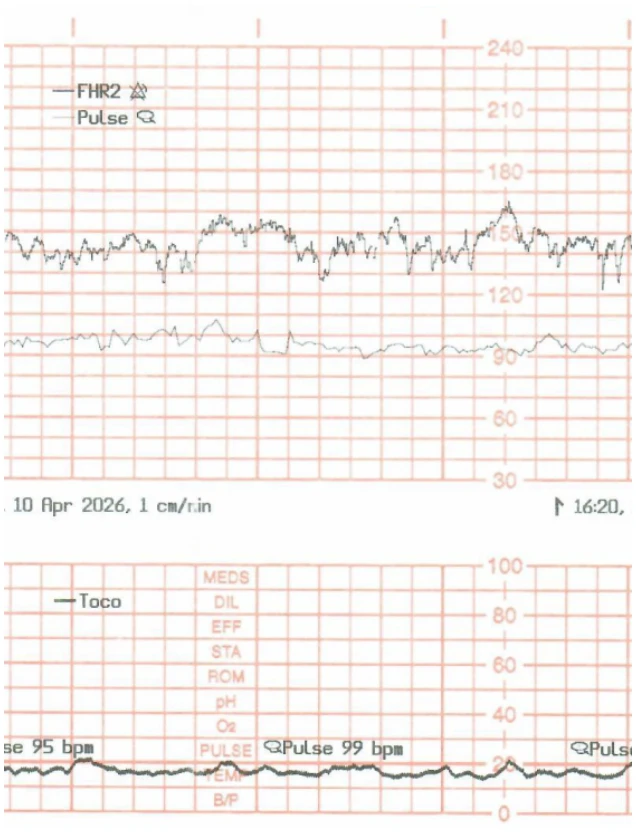 240
FHR2
210
Pulse
180
150
120
90
60
30
. 10 Apr 2026, 1 cm/min
16:20,
100
MEDS
Toco
DIL
80
EFF
STA
60
ROM
pH
40
O2
se 95 bpm
PULSE
Pulse 99 bpm
Pulse
20
TEMP
B/P
0